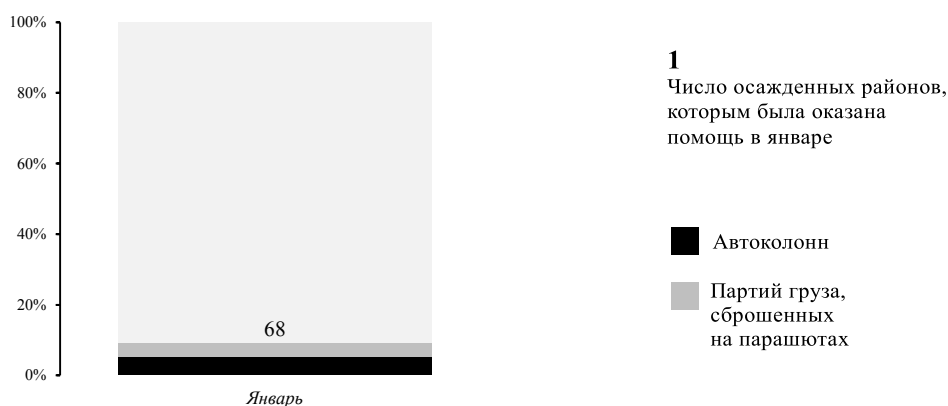 100%
80%
60%
40%
20%
0%
68
Январь
1
Число осажденных районов,
которым была оказана
помощь в январе
Автоколонн
Партий груза,
сброшенных
на парашютах